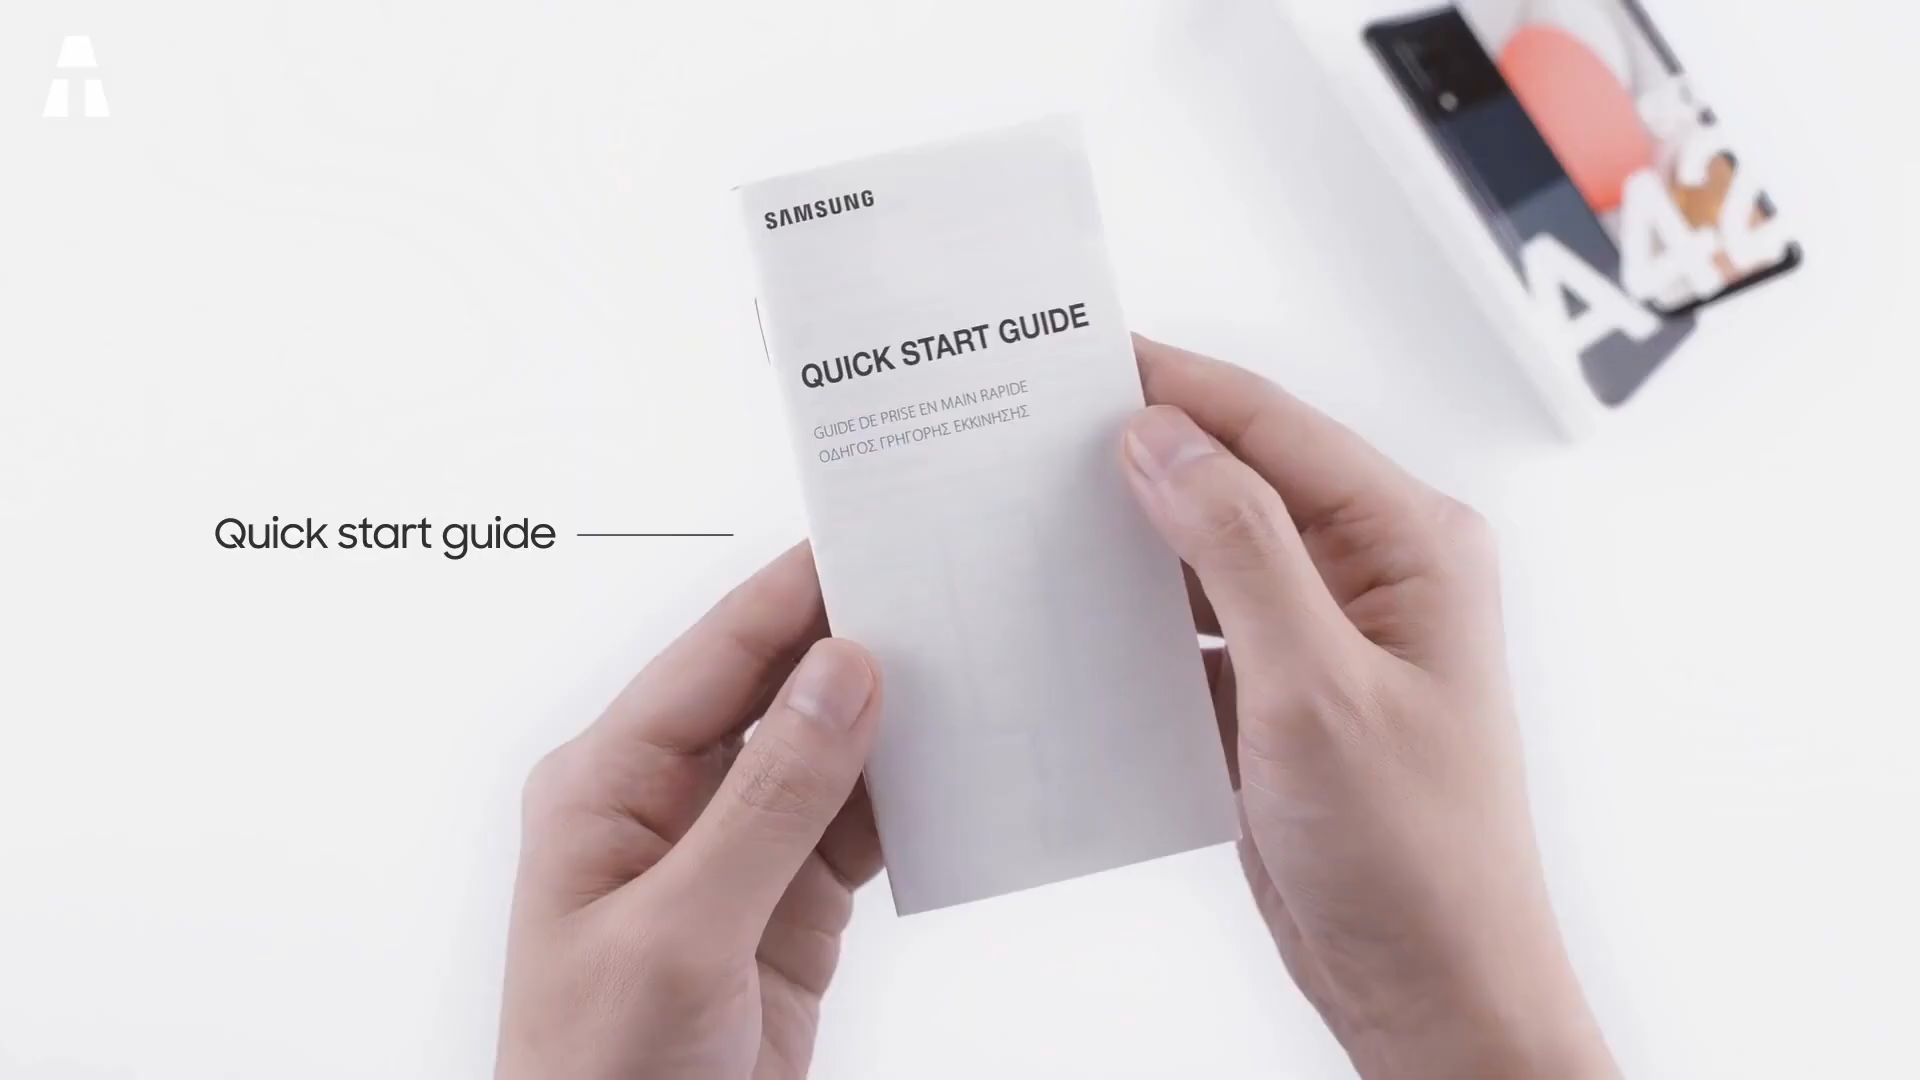 SAMSUNG
QUICK START GUIDE
GUIDE DE PRISE EN MAIN RAPIDE
ΟΔΗΓΟΣ ΓΡΗΓΟΡΗΣ ΕΚΚΙΝΗΣΗΣ
Quick start guide
A42